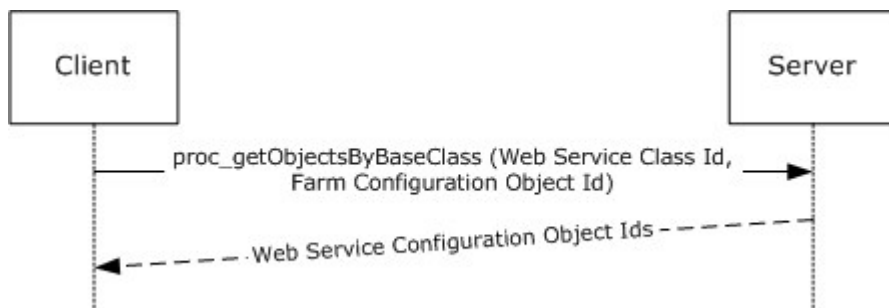 Client
Server
proc_getObjectsByBaseClass (Web Service Class Id,
Farm Configuration Object Id)
Web Service Configuration Object Ids